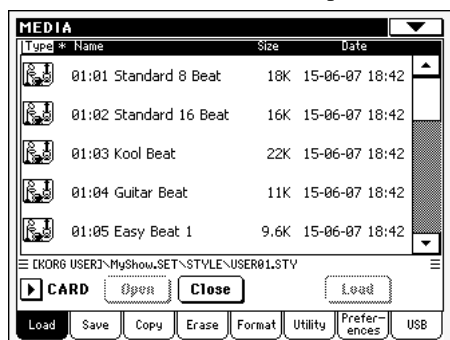 MEDIA
Type * Name Size Date
01:01 Standard 8 Beat 18K 15-06-07 18:42
01:02 Standard 16 Beat 16K 15-06-07 18:42
01:03 Kool Beat 22K 15-06-07 18:42
01:04 Guitar Beat 11K 15-06-07 18:42
01:05 Easy Beat 1 9.6K 15-06-07 18:42
[KORG USER]\MyShow.SET\STYLE\USER01.STY
CARD Open Close Load
Load Save Copy Erase Format Utility Prefer-ences USB